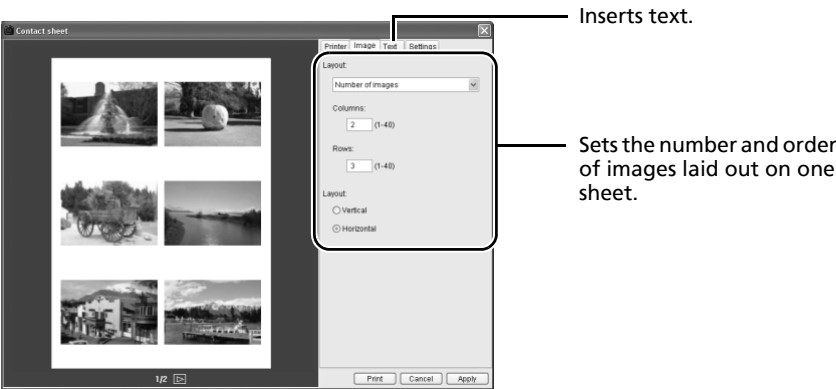 Inserts text.
Contact sheet
Printer Image Text Settings
Layout:
Number of images
Columns:
2 (1-40)
Rows:
3 (1-40)
Layout:
Vertical
Horizontal
Sets the number and order
of images laid out on one
sheet.
1/2
Print Cancel Apply